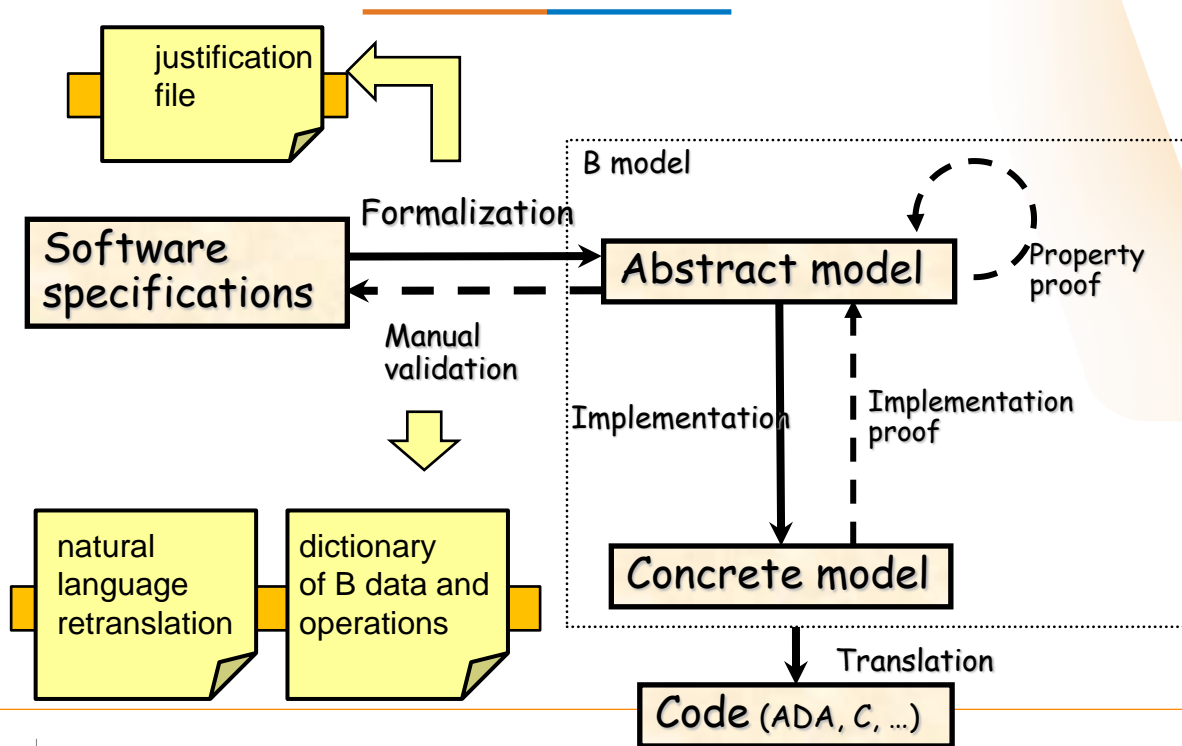 justification
file
B model
Formalization
Software
specifications
Abstract model
Property
proof
Manual
validation
Implementation
Implementation
proof
natural
language
retranslation
dictionary
of B data and
operations
Concrete model
Translation
Code (ADA, C, ...)